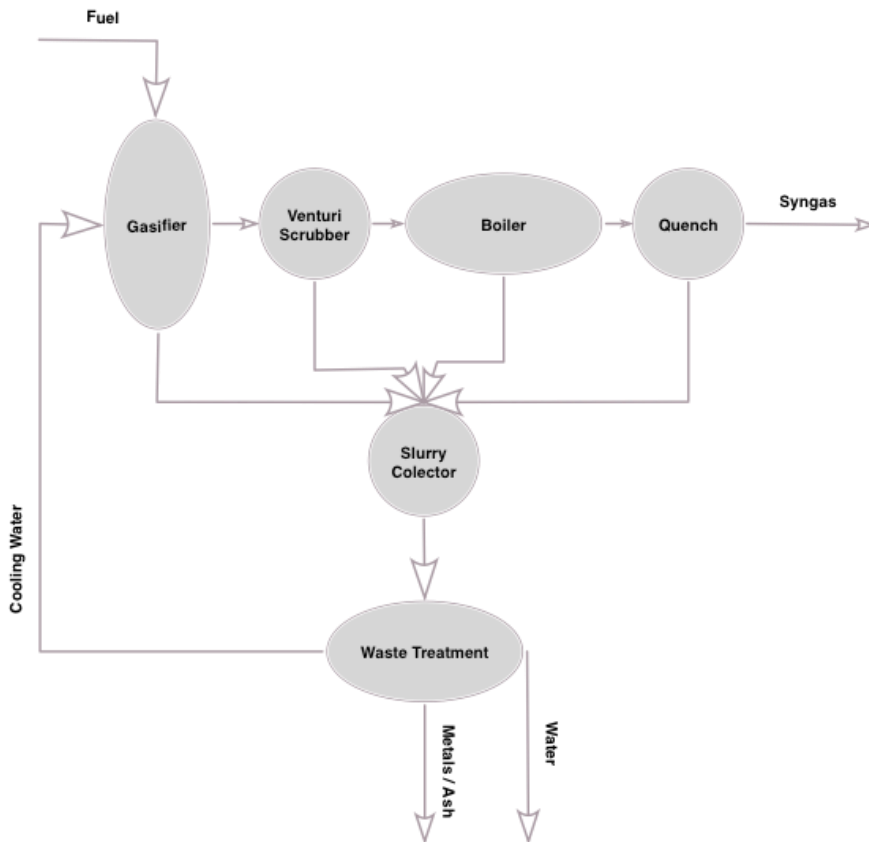 Fuel
Gasifier
Venturi
Scrubber
Boiler
Quench
Syngas
Slurry
Colector
Cooling Water
Waste Treatment
Metals / Ash
Water